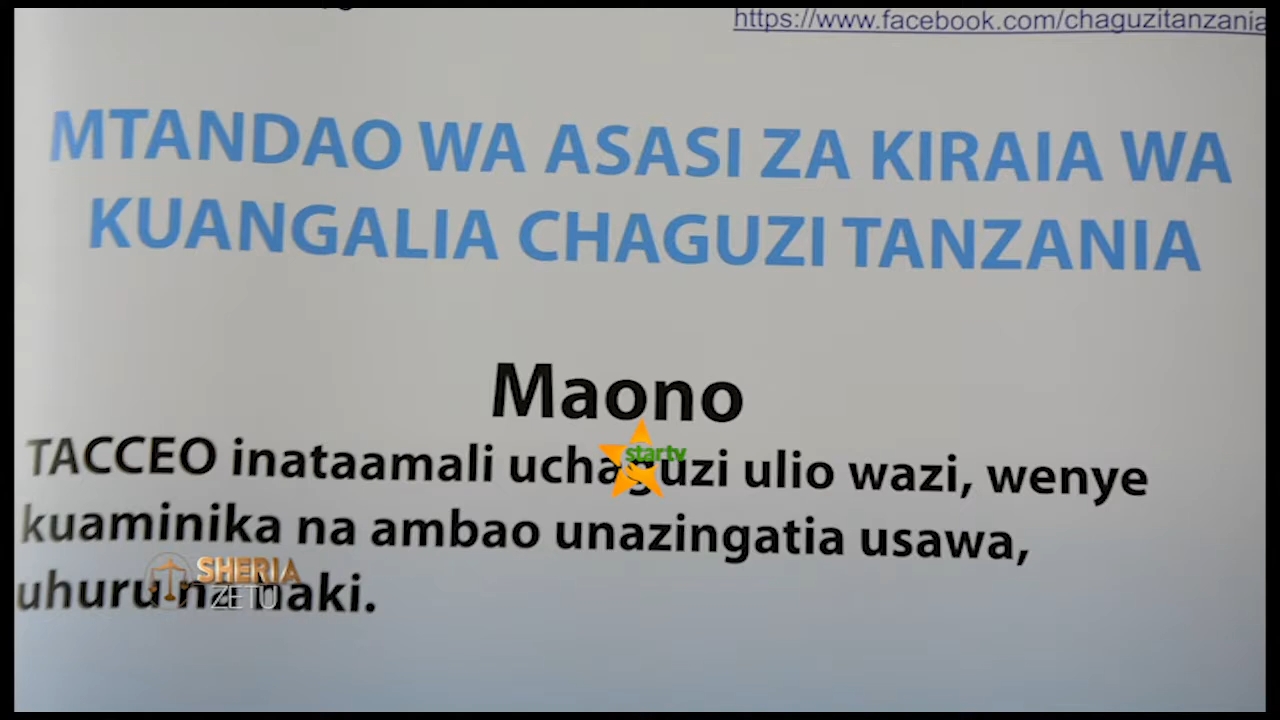 https://www.facebook.com/chaguzitanzania
MTANDAO WA ASASI ZA KIRAIA WA
KUANGALIA CHAGUZI TANZANIA
Maono
TACCEO inataamali uchaguzi ulio wazi, wenye
kuaminika na ambao unazingatia usawa,
uhuru na haki.
startv
SHERIA
ZETU